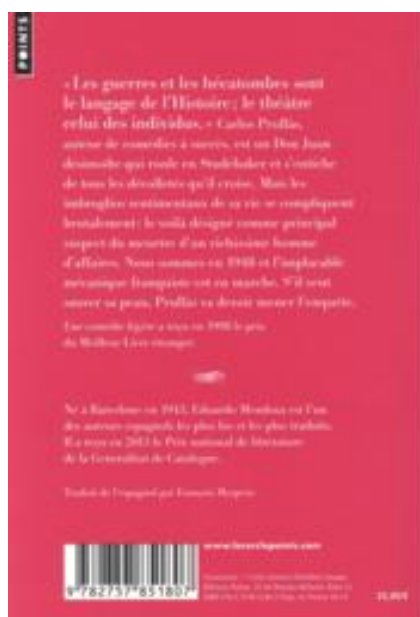 POINTS
« Les guerres et les hécatombes sont
le langage de l'Histoire ; le théâtre
celui des individus. » Carlos Prullàs,
auteur de comédies à succès, est un Don Juan
désinvolte qui roule en Studebaker et s'entiche
de tous les décolletés qu'il croise. Mais les
imbroglios sentimentaux de sa vie se compliquent
brutalement : le voilà désigné comme principal
suspect du meurtre d'un richissime homme
d'affaires. Nous sommes en 1948 et l'implacable
mécanique franquiste est en marche. S'il veut
sauver sa peau, Prullàs va devoir mener l'enquête.
Une comédie légère a reçu en 1998 le prix
du Meilleur Livre étranger.
Né à Barcelone en 1943, Eduardo Mendoza est l'un
des auteurs espagnols les plus lus et les plus traduits.
Il a reçu en 2013 le Prix national de littérature
de la Generalitat de Catalogne.
Traduit de l'espagnol par François Maspero
www.lecerclepoints.com
9 782757 851807